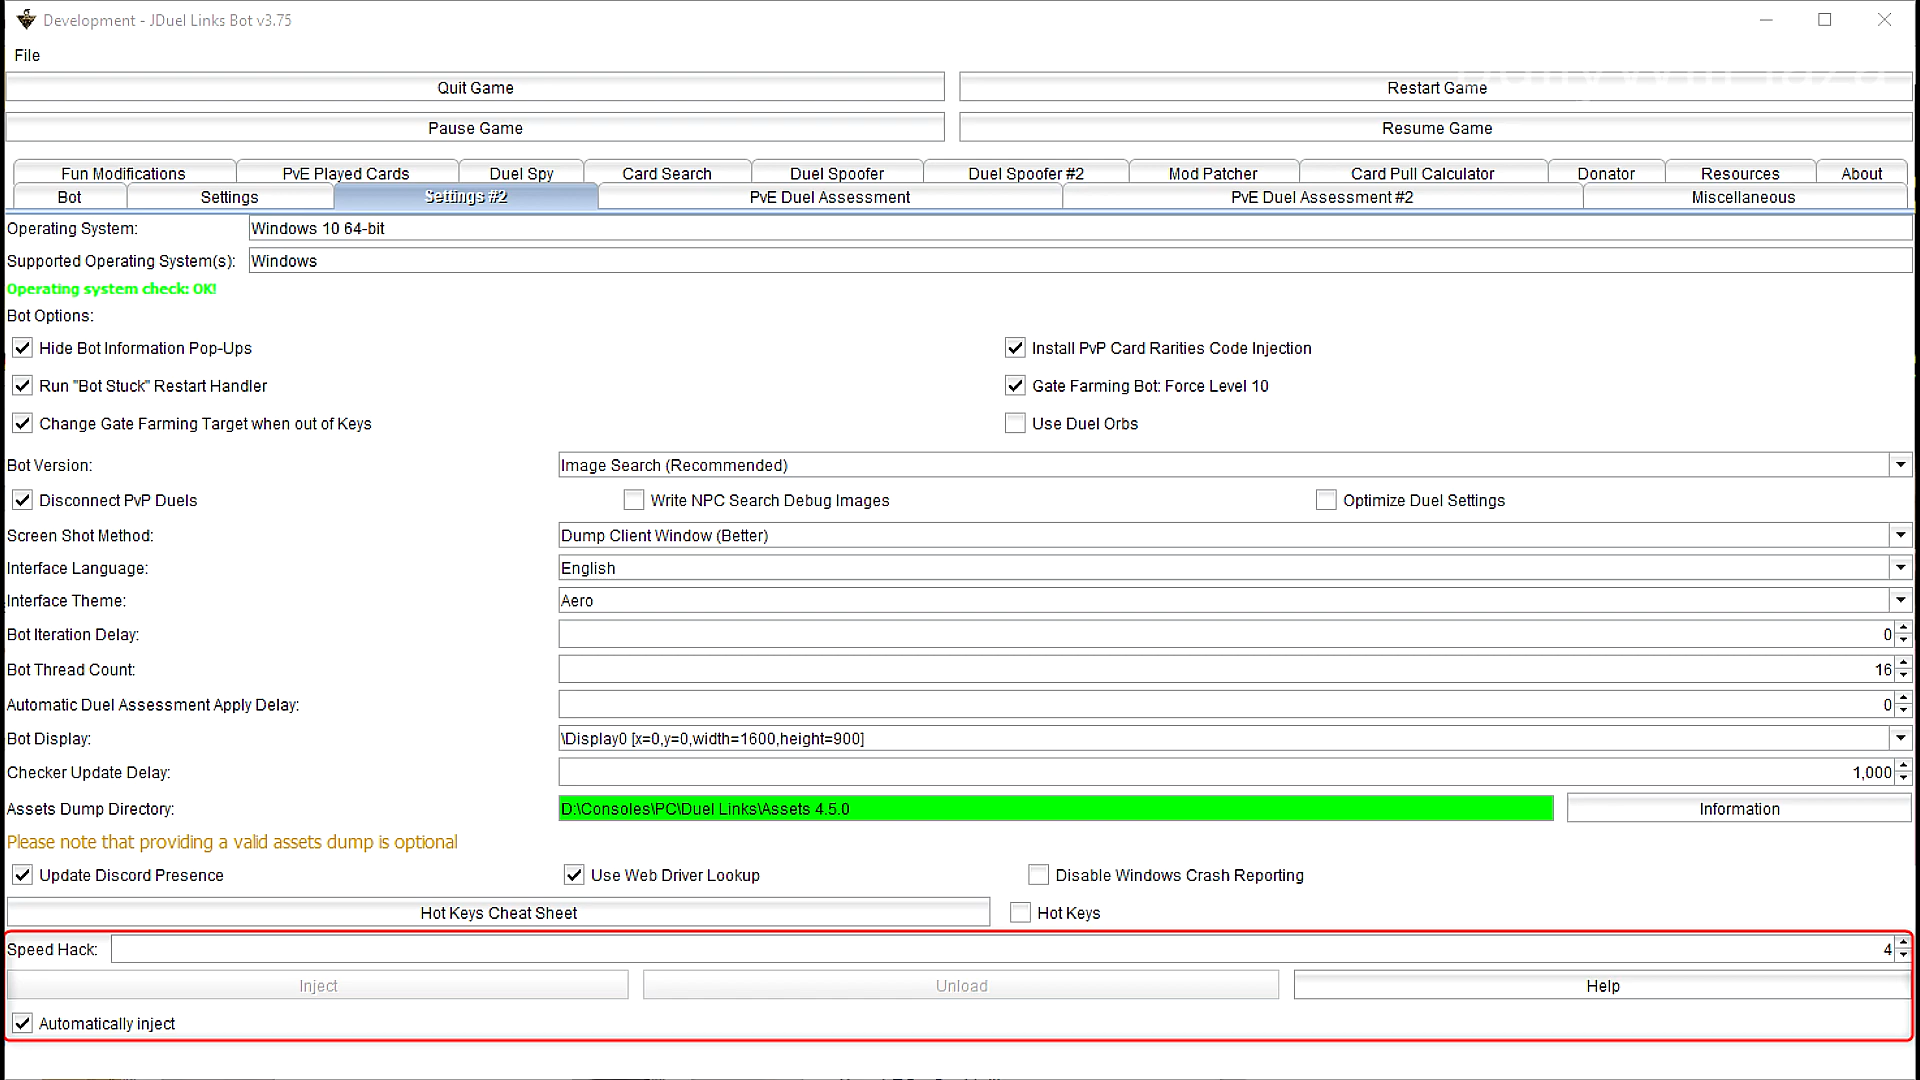 Development - JDuel Links Bot v3.75
File
Quit Game Restart Game
Pause Game Resume Game
Fun Modifications PvE Played Cards Duel Spy Card Search Duel Spoofer Duel Spoofer #2 Mod Patcher Card Pull Calculator Donator Resources About
Bot Settings Settings #2 PvE Duel Assessment PvE Duel Assessment #2 Miscellaneous
Operating System: Windows 10 64-bit
Supported Operating System(s): Windows
Operating system check: OK!
Bot Options:
Hide Bot Information Pop-Ups Install PvP Card Rarities Code Injection
Run "Bot Stuck" Restart Handler Gate Farming Bot: Force Level 10
Change Gate Farming Target when out of Keys Use Duel Orbs
Bot Version: Image Search (Recommended)
Disconnect PvP Duels Write NPC Search Debug Images Optimize Duel Settings
Screen Shot Method: Dump Client Window (Better)
Interface Language: English
Interface Theme: Aero
Bot Iteration Delay: 0
Bot Thread Count: 16
Automatic Duel Assessment Apply Delay: 0
Bot Display: \Display0 [x=0,y=0,width=1600,height=900]
Checker Update Delay: 1,000
Assets Dump Directory: D:\Consoles\PC\Duel Links\Assets 4.5.0 Information
Please note that providing a valid assets dump is optional
Update Discord Presence Use Web Driver Lookup Disable Windows Crash Reporting
Hot Keys Cheat Sheet Hot Keys
Speed Hack: 4
Inject Unload Help
Automatically inject